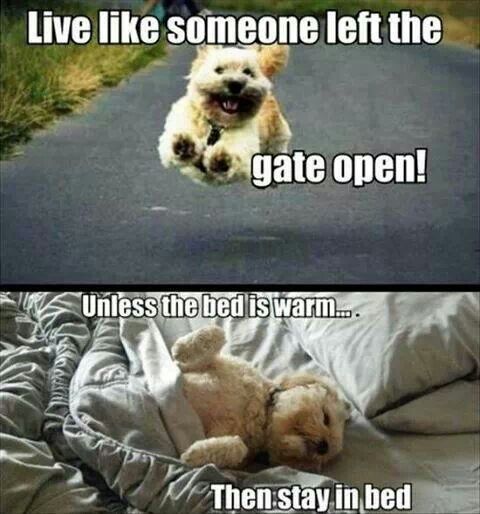 Live like someone left the
gate open!
Unless the bed is warm... .
Then stay in bed